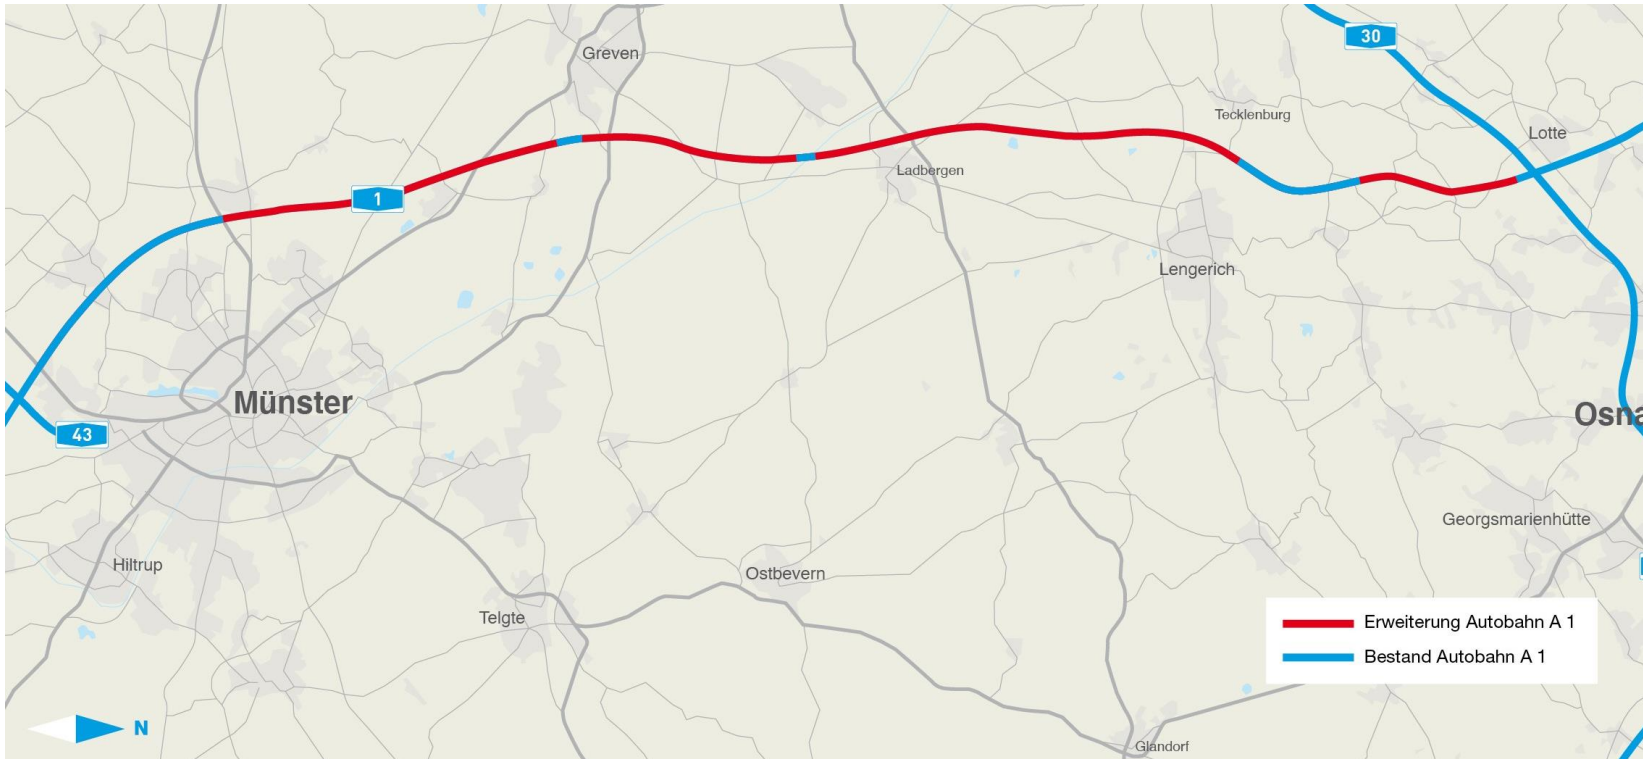 30
Greven
Tecklenburg
Lotte
Ladbergen
1
Lengerich
Münster
Osna
43
Georgsmarienhütte
Hiltrup
Ostbevern
Telgte
Erweiterung Autobahn A 1
Bestand Autobahn A 1
N
Glandorf